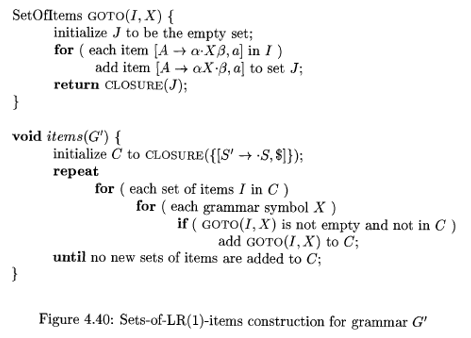 SetOfItems GOTO(I, X) {
initialize J to be the empty set;
for ( each item [A → α·Xβ, a] in I )
add item [A → αX·β, a] to set J;
return CLOSURE(J);
}
void items(G′) {
initialize C to CLOSURE({[S′ → ·S, $]});
repeat
for ( each set of items I in C )
for ( each grammar symbol X )
if ( GOTO(I, X) is not empty and not in C )
add GOTO(I, X) to C;
until no new sets of items are added to C;
}
Figure 4.40: Sets-of-LR(1)-items construction for grammar G′